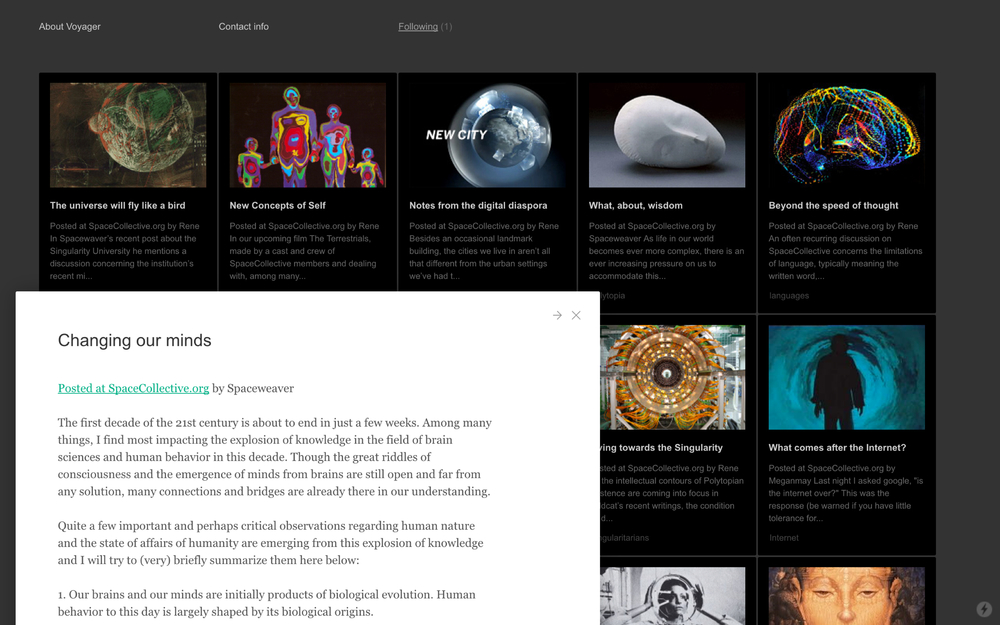 About Voyager
Contact info
Following (1)
NEW CITY
The universe will fly like a bird
Posted at SpaceCollective.org by Rene
In Spacewaver's recent post about the
Singularity University he mentions a
discussion concerning the institution's
recent mi...
New Concepts of Self
Posted at SpaceCollective.org by Rene
In our upcoming film The Terrestrials,
made by a cast and crew of
SpaceCollective members and dealing
with, among many...
Notes from the digital diaspora
Posted at SpaceCollective.org by Rene
Besides an occasional landmark
building, the cities we live in aren't all
that different from the urban settings
we've had t...
What, about, wisdom
Posted at SpaceCollective.org by
Spaceweaver As life in our world
becomes ever more complex, there is an
ever increasing pressure on us to
accommodate this...
Beyond the speed of thought
Posted at SpaceCollective.org by Rene
An often recurring discussion on
SpaceCollective concerns the limitations
of language, typically meaning the
written word,...
languages
Changing our minds
Posted at SpaceCollective.org by Spaceweaver
The first decade of the 21st century is about to end in just a few weeks. Among many
things, I find most impacting the explosion of knowledge in the field of brain
sciences and human behavior in this decade. Though the great riddles of
consciousness and the emergence of minds from brains are still open and far from
any solution, many connections and bridges are already there in our understanding.
Quite a few important and perhaps critical observations regarding human nature
and the state of affairs of humanity are emerging from this explosion of knowledge
and I will try to (very) briefly summarize them here below:
1. Our brains and our minds are initially products of biological evolution. Human
behavior to this day is largely shaped by its biological origins.
towards the Singularity
at SpaceCollective.org by Rene
the intellectual contours of Polytopian
are coming into focus in
recent writings, the condition
What comes after the Internet?
Posted at SpaceCollective.org by
Meganmay Last night I asked google, "is
the internet over?" This was the
response (be warned if you have little
tolerance for...
Internet